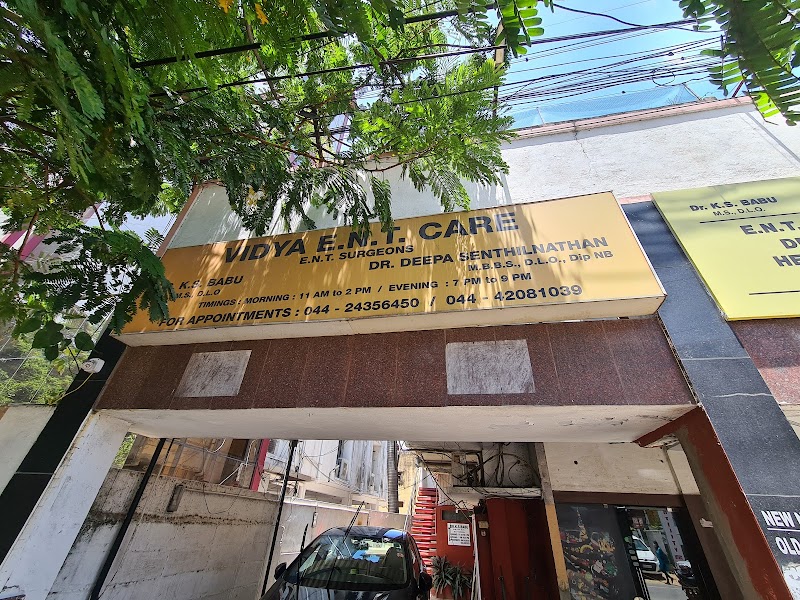 VIDYA E.N.T. CARE
E.N.T. SURGEONS
K.S. BABU
M.S., D.L.O
DR. DEEPA SENTHILNATHAN
M.B.B.S., D.L.O., Dip NB
TIMINGS : MORNING : 11 AM to 2 PM / EVENING : 7 PM to 9 PM
FOR APPOINTMENTS : 044 - 24356450 / 044 - 42081039
Dr. K.S. BABU
M.S., D.L.O.
E.N.T.
NEW
OLD